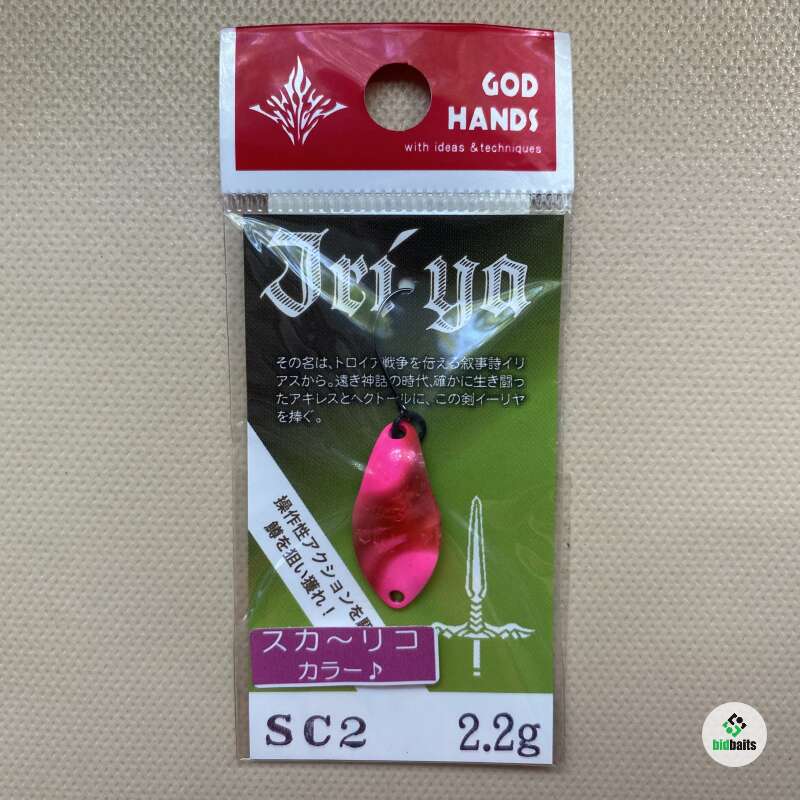 GOD
HANDS
with ideas & techniques
Iri-ya
その名は、トロイア戦争を伝える叙事詩イリ
アスから。遠き神話の時代、確かに生き闘っ
たアキレスとヘクトールに、この剣イーリヤ
を捧ぐ。
操作性アクションを
鱒を狙い獲れ!
スカ〜リコ
カラー♪
SC2
2.2g
bidbaits